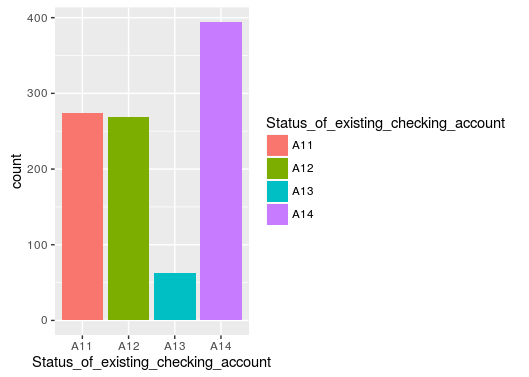 400
300
200
100
0
count
A11 A12 A13 A14
Status_of_existing_checking_account
Status_of_existing_checking_account
A11
A12
A13
A14